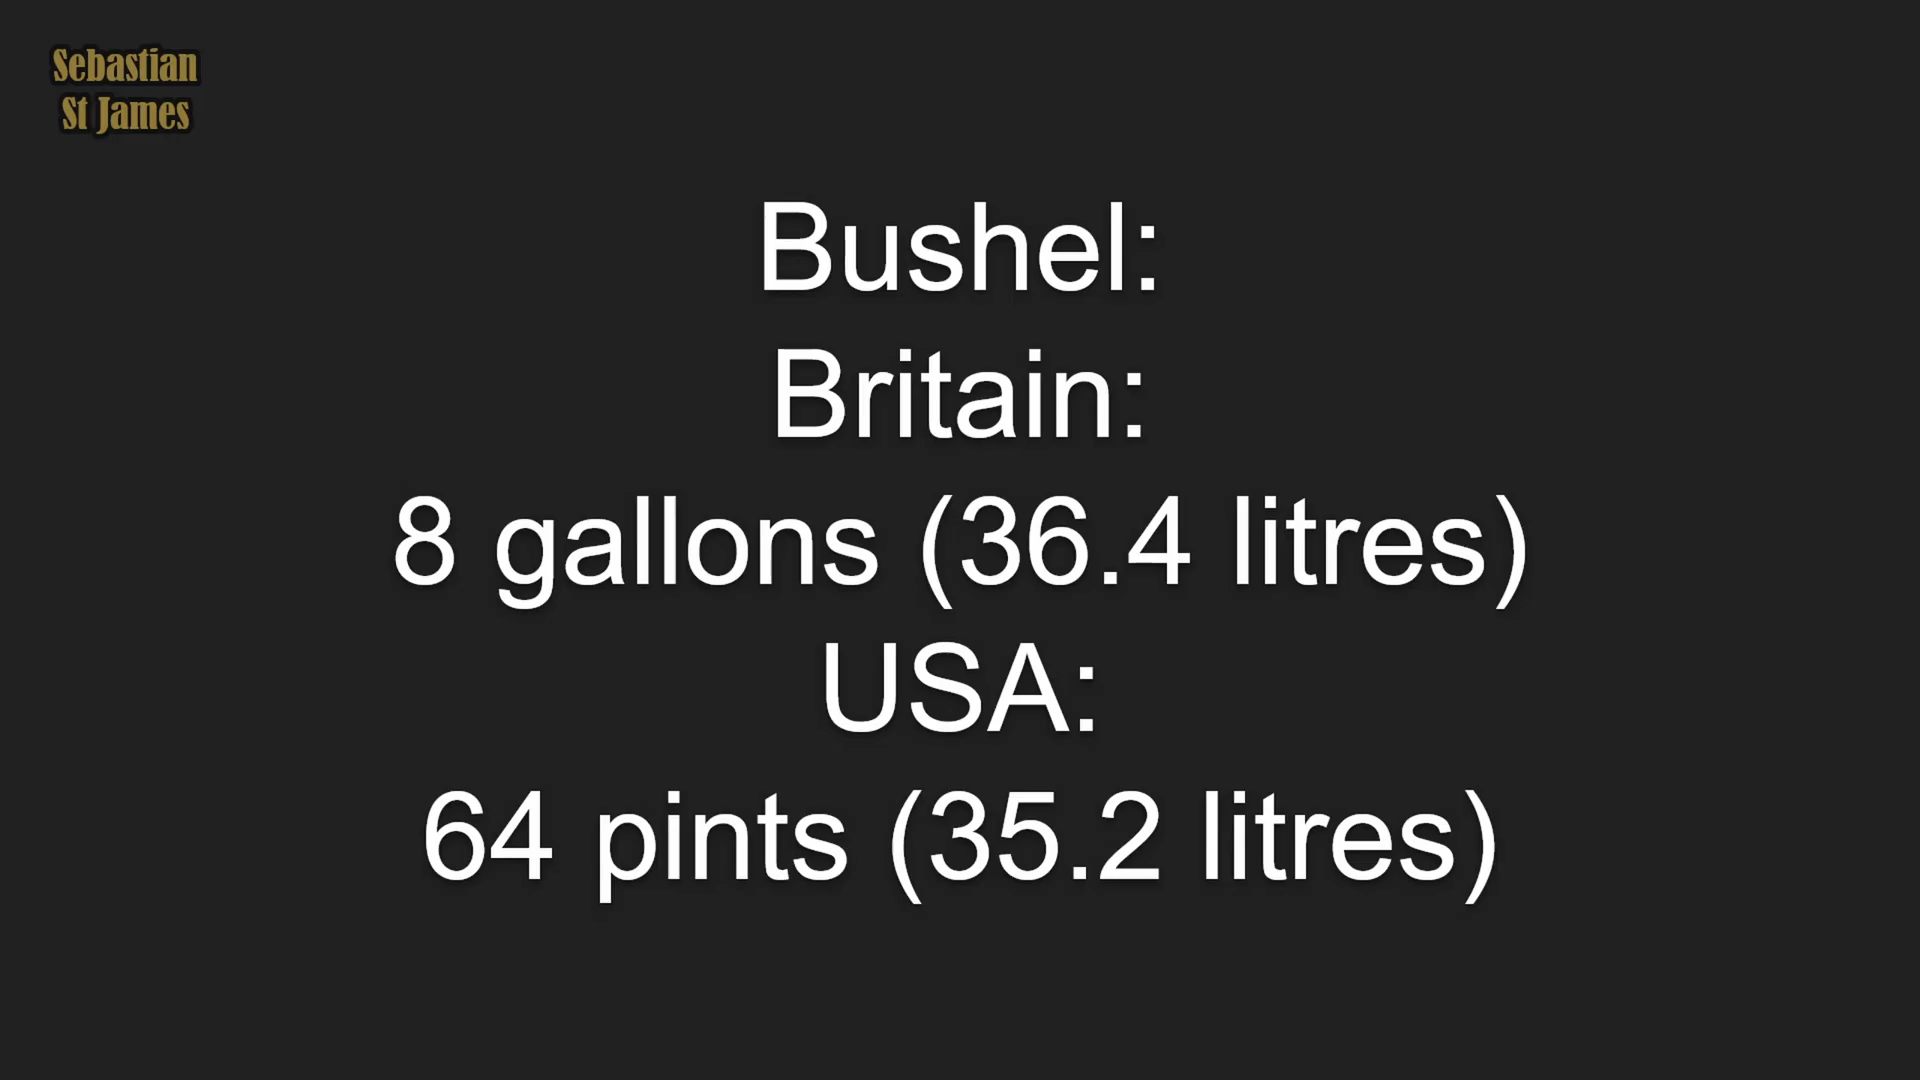 Sebastian
St James
Bushel:
Britain:
8 gallons (36.4 litres)
USA:
64 pints (35.2 litres)